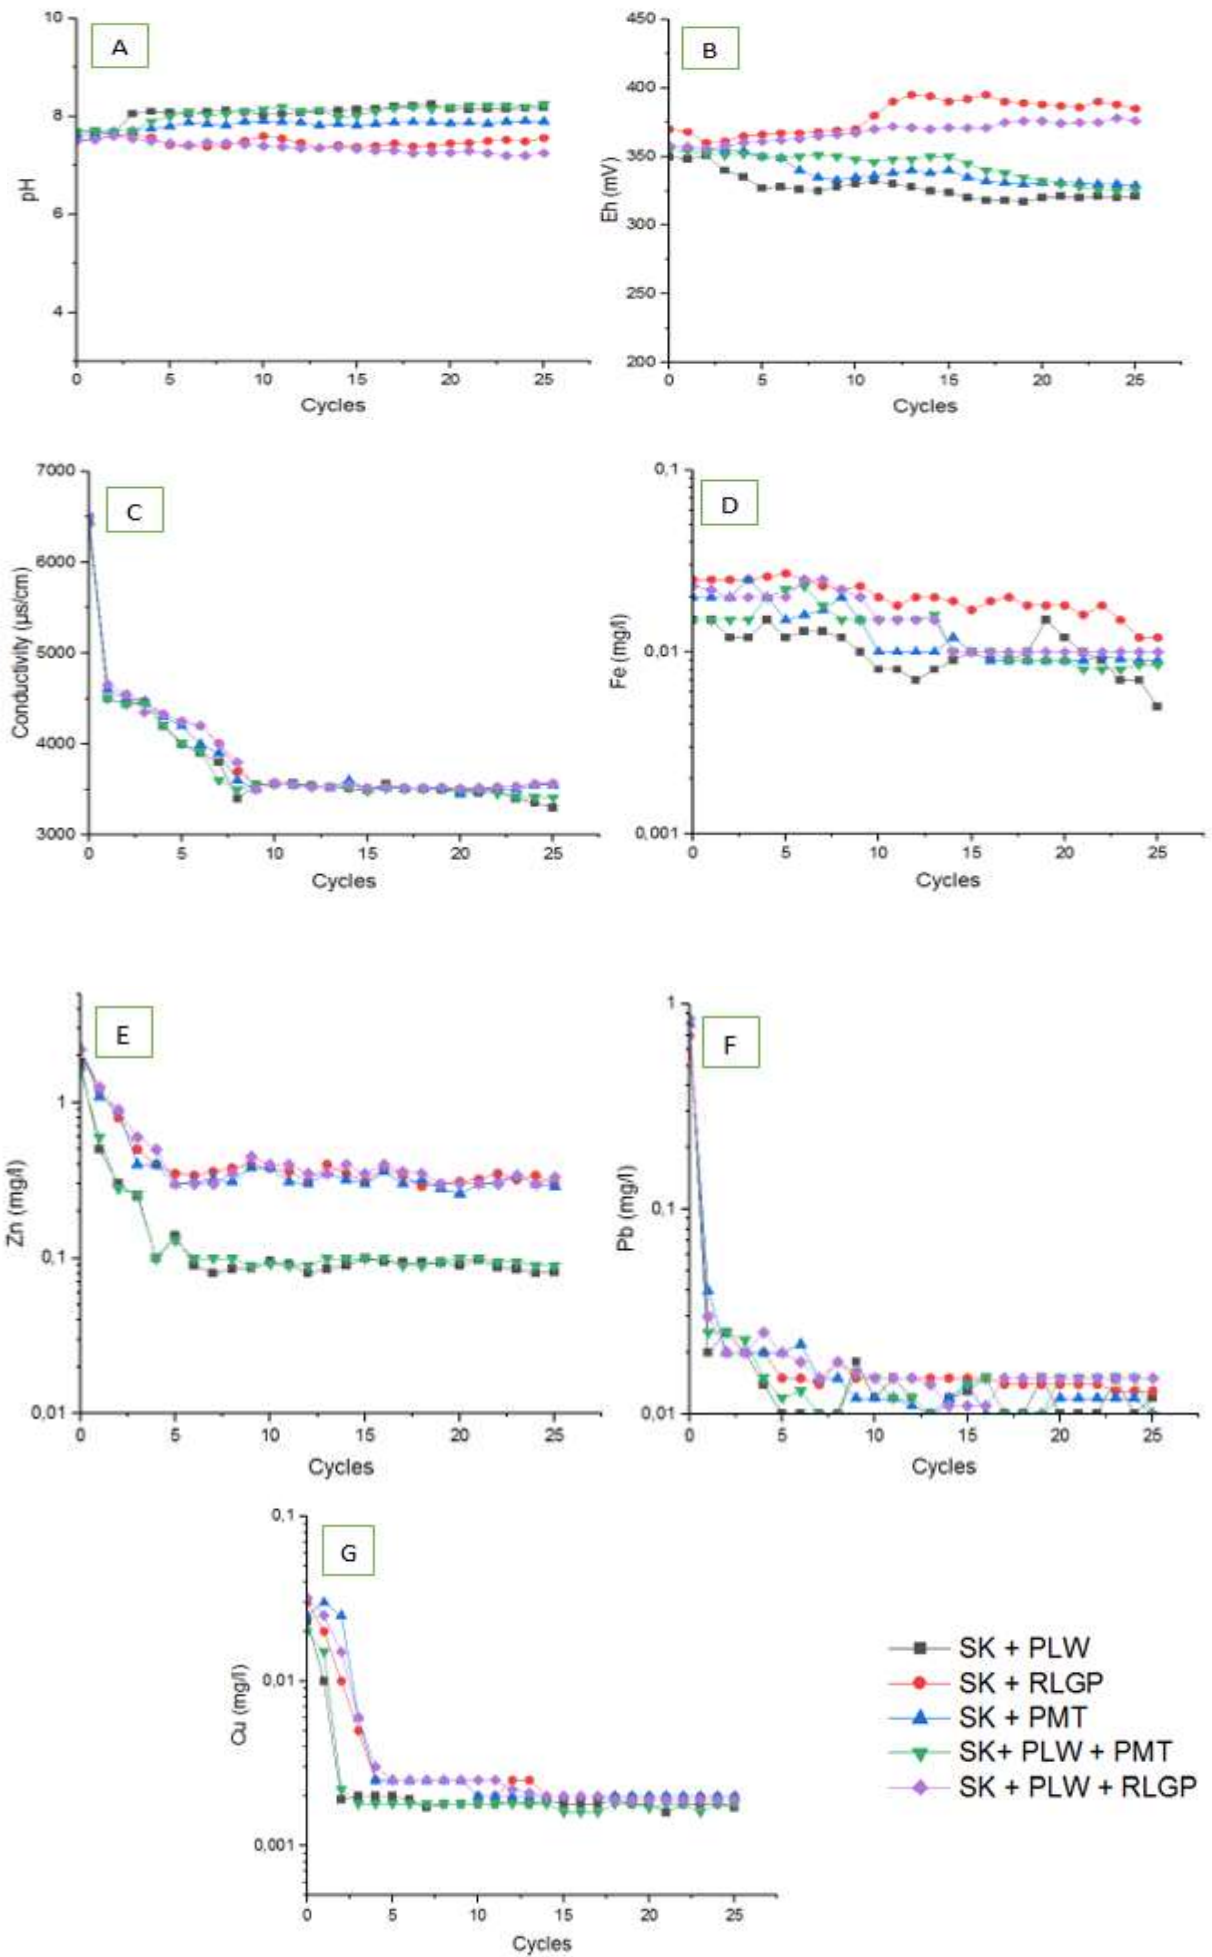 A
pH
10
8
6
4
0 5 10 15 20 25
Cycles
B
Eh (mV)
450
400
350
300
250
200
0 5 10 15 20 25
Cycles
C
Conductivity (µs/cm)
7000
6000
5000
4000
3000
0 5 10 15 20 25
Cycles
D
Fe (mg/l)
0,1
0,01
0,001
0 5 10 15 20 25
Cycles
E
Zn (mg/l)
1
0,1
0,01
0 5 10 15 20 25
Cycles
F
Pb (mg/l)
1
0,1
0,01
0 5 10 15 20 25
Cycles
G
Cu (mg/l)
0,1
0,01
0,001
0 5 10 15 20 25
Cycles
SK + PLW
SK + RLGP
SK + PMT
SK+ PLW + PMT
SK + PLW + RLGP